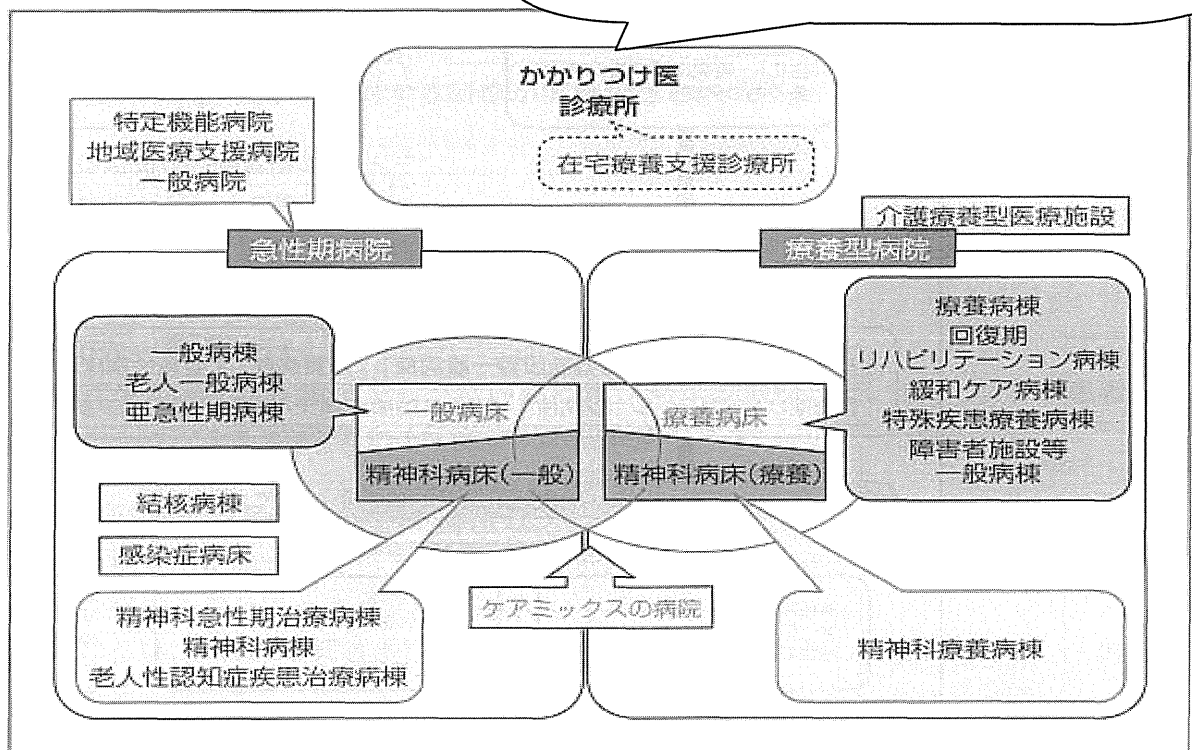 かかりつけ医
診療所
在宅療養支援診療所
特定機能病院
地域医療支援病院
一般病院
介護療養型医療施設
急性期病院
療養型病院
一般病棟
老人一般病棟
亜急性期病棟
療養病棟
回復期
リハビリテーション病棟
緩和ケア病棟
特殊疾患療養病棟
障害者施設等
一般病棟
一般病床
精神科病床(一般)
療養病床
精神科病床(療養)
結核病棟
感染症病床
ケアミックスの病院
精神科急性期治療病棟
精神科病棟
老人性認知症疾患治療病棟
精神科療養病棟